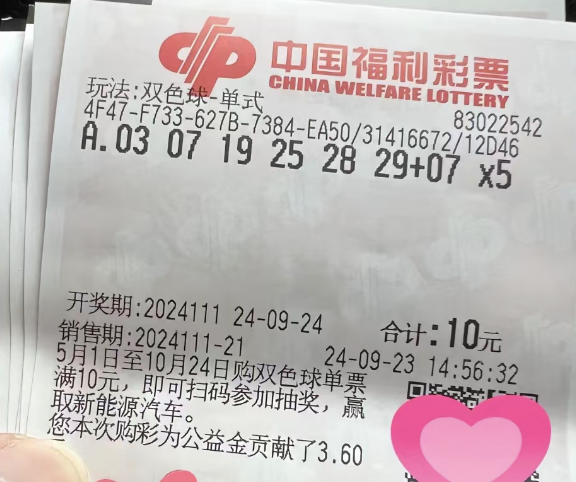 中国福利彩票
CHINA WELFARE LOTTERY
玩法:双色球-单式
83022542
4F47-F733-627B-7384-EA50/31416672/12D46
A.03 07 19 25 28 29+07 x5
开奖期:2024111 24-09-24
合计:10元
销售期:2024111-21
24-09-23 14:56:32
5月1日至10月24日购双色球单票
满10元，即可扫码参加抽奖，赢
取新能源汽车。
您本次购彩为公益金贡献了3.60